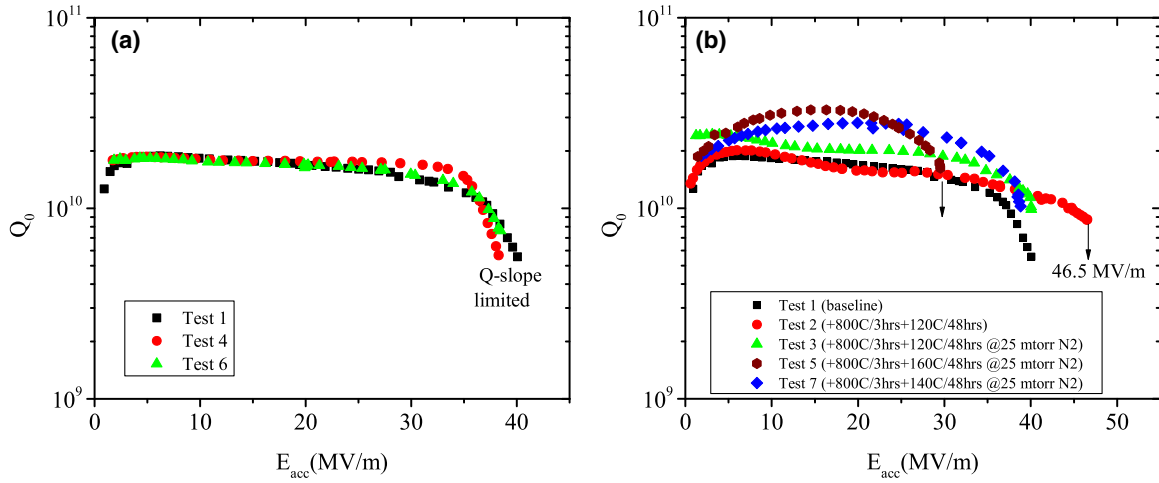 10^11
(a)
10^10
10^9
Q_0
Q-slope
limited
Test 1
Test 4
Test 6
0 10 20 30 40
E_acc(MV/m)
10^11
(b)
10^10
10^9
Q_0
46.5 MV/m
Test 1 (baseline)
Test 2 (+800C/3hrs+120C/48hrs)
Test 3 (+800C/3hrs+120C/48hrs @25 mtorr N2)
Test 5 (+800C/3hrs+160C/48hrs @25 mtorr N2)
Test 7 (+800C/3hrs+140C/48hrs @25 mtorr N2)
0 10 20 30 40 50
E_acc(MV/m)